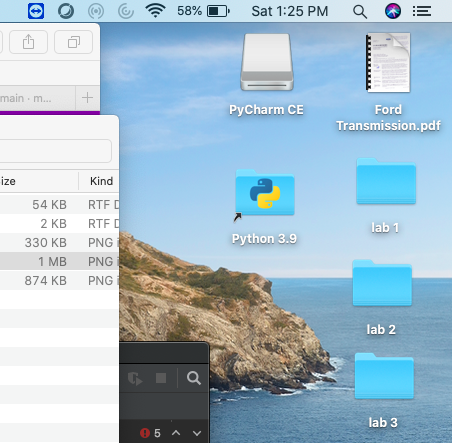 58%
Sat 1:25 PM
main · m...
ize
Kind
54 KB
RTF D
2 KB
RTF D
330 KB
PNG i
1 MB
PNG i
874 KB
PNG i
PyCharm CE
Ford
Transmission.pdf
Python 3.9
lab 1
lab 2
lab 3
5